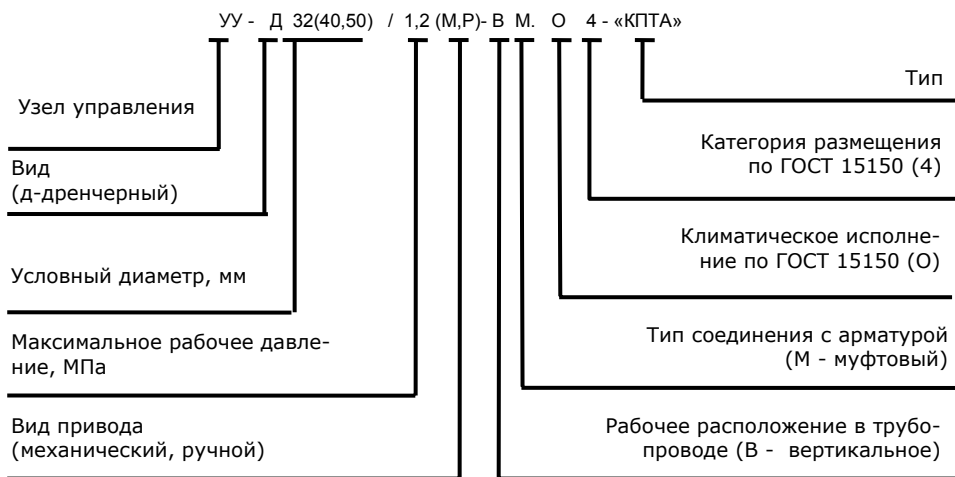 УУ - Д 32(40,50) / 1,2 (М,Р)- В М. О 4 - «КПТА»
Тип
Узел управления
Категория размещения
по ГОСТ 15150 (4)
Вид
(д-дренчерный)
Климатическое исполне-
ние по ГОСТ 15150 (О)
Условный диаметр, мм
Тип соединения с арматурой
(М - муфтовый)
Максимальное рабочее давле-
ние, МПа
Вид привода
(механический, ручной)
Рабочее расположение в трубо-
проводе (В - вертикальное)